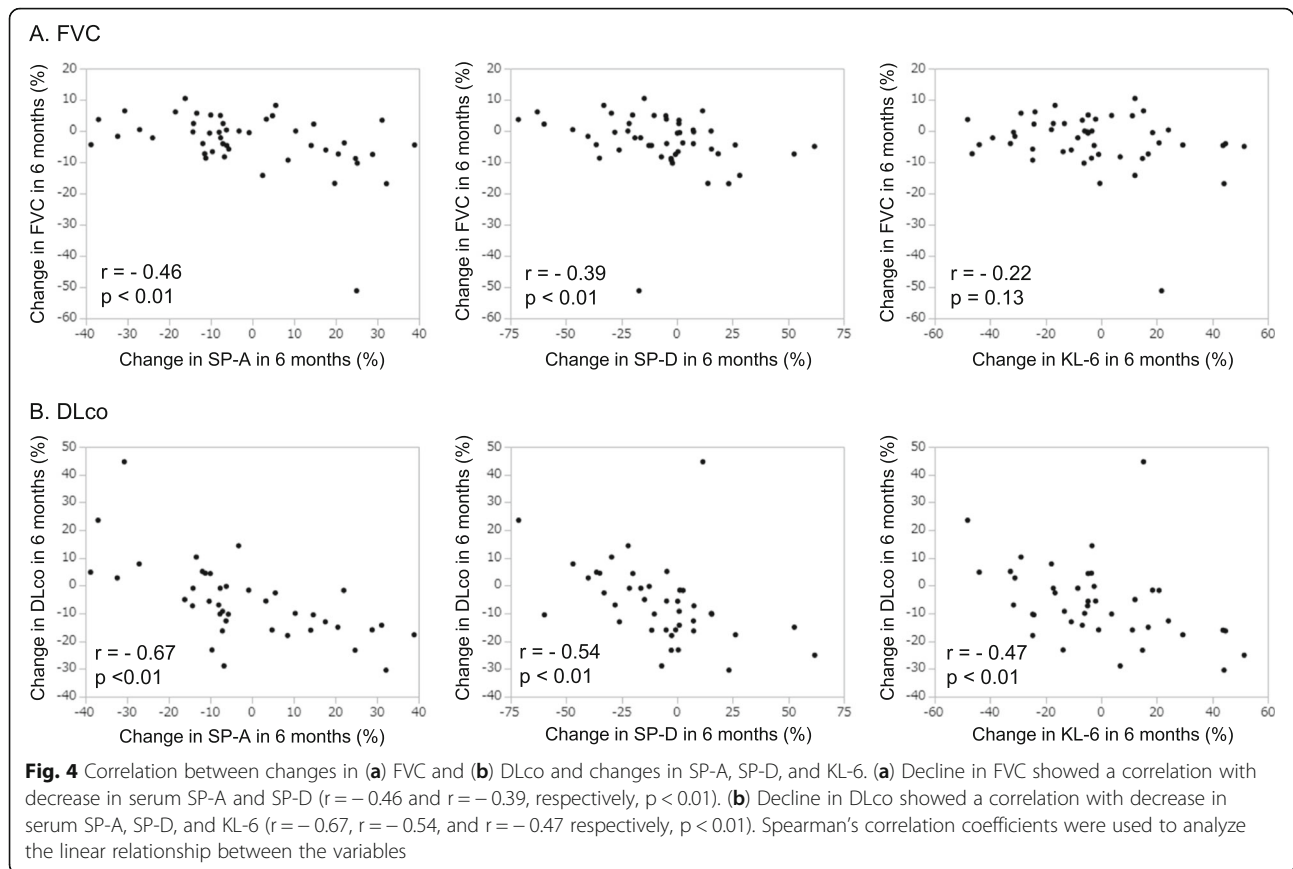 A. FVC
20
10
0
-10
-20
-30
-40
-50
-60
Change in FVC in 6 months (%)
r = - 0.46
p < 0.01
-40 -30 -20 -10 0 10 20 30 40
Change in SP-A in 6 months (%)
20
10
0
-10
-20
-30
-40
-50
-60
Change in FVC in 6 months (%)
r = - 0.39
p < 0.01
-75 -50 -25 0 25 50 75
Change in SP-D in 6 months (%)
20
10
0
-10
-20
-30
-40
-50
-60
Change in FVC in 6 months (%)
r = - 0.22
p = 0.13
-60 -40 -20 0 20 40 60
Change in KL-6 in 6 months (%)
B. DLco
50
40
30
20
10
0
-10
-20
-30
-40
Change in DLco in 6 months (%)
r = - 0.67
p <0.01
-40 -30 -20 -10 0 10 20 30 40
Change in SP-A in 6 months (%)
50
40
30
20
10
0
-10
-20
-30
-40
Change in DLco in 6 months (%)
r = - 0.54
p < 0.01
-75 -50 -25 0 25 50 75
Change in SP-D in 6 months (%)
50
40
30
20
10
0
-10
-20
-30
-40
Change in DLco in 6 months (%)
r = - 0.47
p < 0.01
-60 -40 -20 0 20 40 60
Change in KL-6 in 6 months (%)
Fig. 4 Correlation between changes in (a) FVC and (b) DLco and changes in SP-A, SP-D, and KL-6. (a) Decline in FVC showed a correlation with
decrease in serum SP-A and SP-D (r = − 0.46 and r = − 0.39, respectively, p < 0.01). (b) Decline in DLco showed a correlation with decrease in
serum SP-A, SP-D, and KL-6 (r = − 0.67, r = − 0.54, and r = − 0.47 respectively, p < 0.01). Spearman's correlation coefficients were used to analyze
the linear relationship between the variables